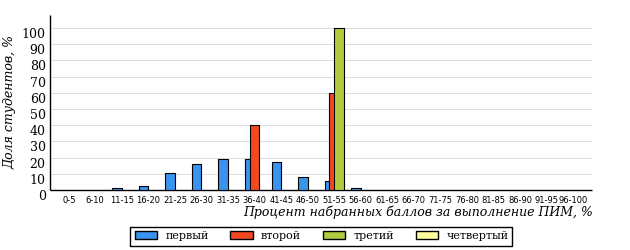 Доля студентов, %
100
90
80
70
60
50
40
30
20
10
0
0-5 6-10 11-15 16-20 21-25 26-30 31-35 36-40 41-45 46-50 51-55 56-60 61-65 66-70 71-75 76-80 81-85 86-90 91-95 96-100
Процент набранных баллов за выполнение ПИМ, %
первый второй третий четвертый